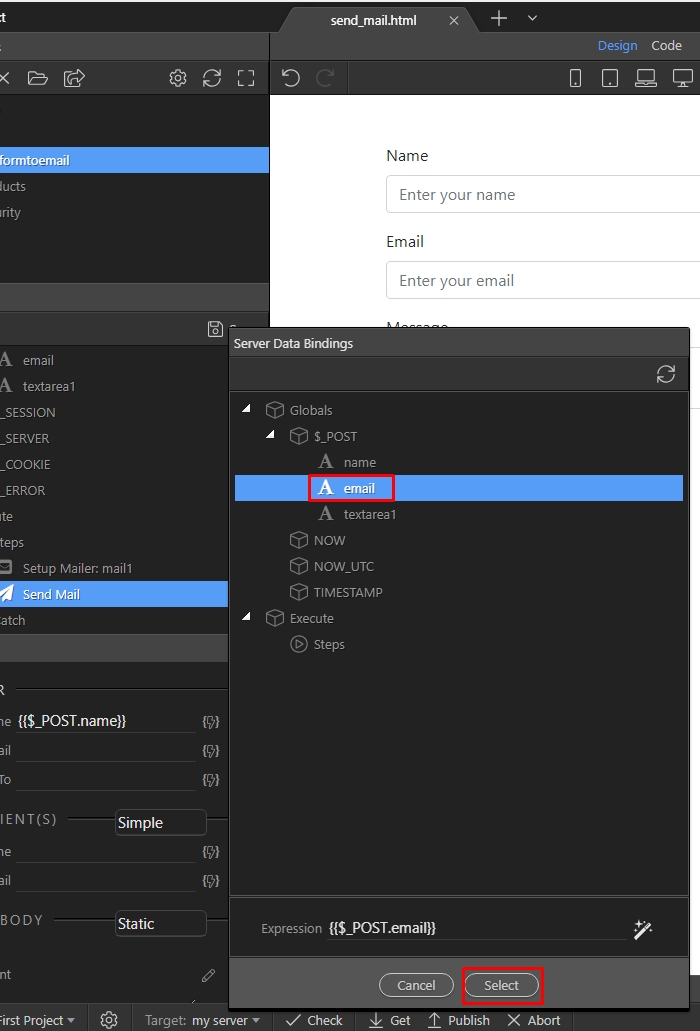 ct
send_mail.html
s
Design Code
formtoemail
ducts
urity
Name
Enter your name
Email
Enter your email
Message
S
email
textarea1
_SESSION
_SERVER
_COOKIE
_ERROR
ute
teps
Setup Mailer: mail1
Send Mail
atch
Server Data Bindings
Globals
$_POST
name
email
textarea1
NOW
NOW_UTC
TIMESTAMP
Execute
Steps
R
me {{$_POST.name}}
ail
To
IENT(S) Simple
me
ail
BODY Static
nt
Expression {{$_POST.email}}
Cancel Select
First Project Target: my server Check Get Publish Abort